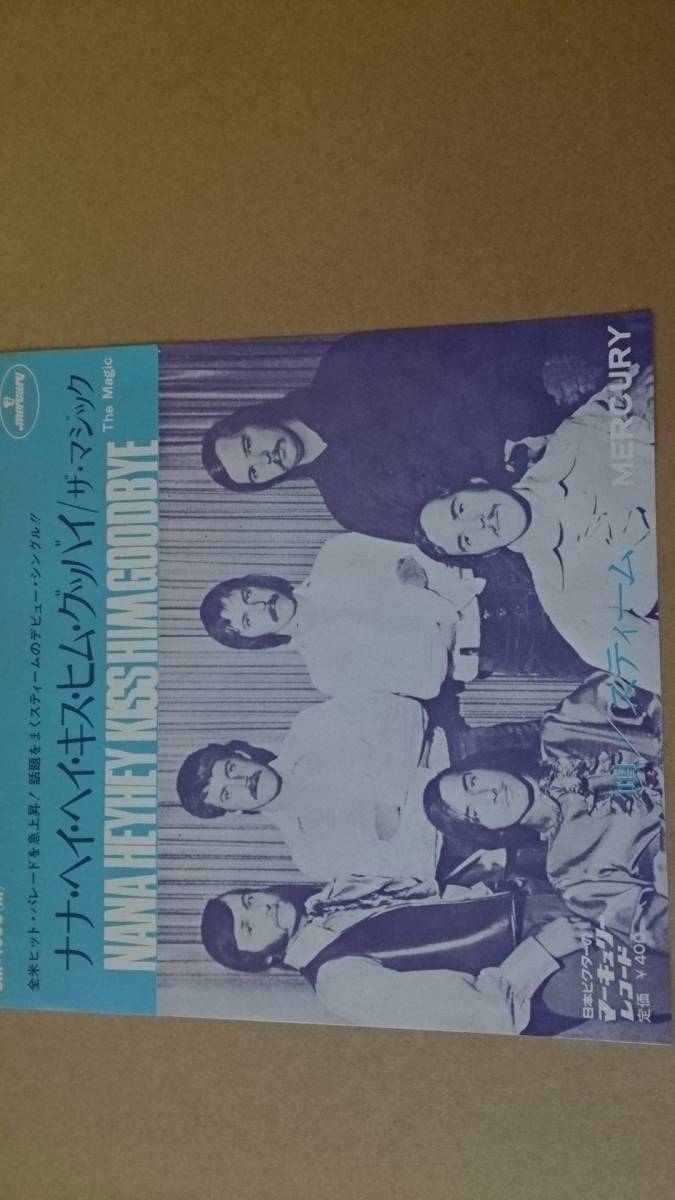 mercury
全米ヒット・パレードを急上昇! 話題をまくスティームのデビュー・シングル!!
ナナ・ヘイ・ヘイ・キス・ヒム・グッバイ/ザ・マジック
NANA HEYHEY KISS HIM GOODBYE
The Magic
唄/スティーム
MERCURY
日本ビクターの
マーキュリー
レコード
定価 ¥400